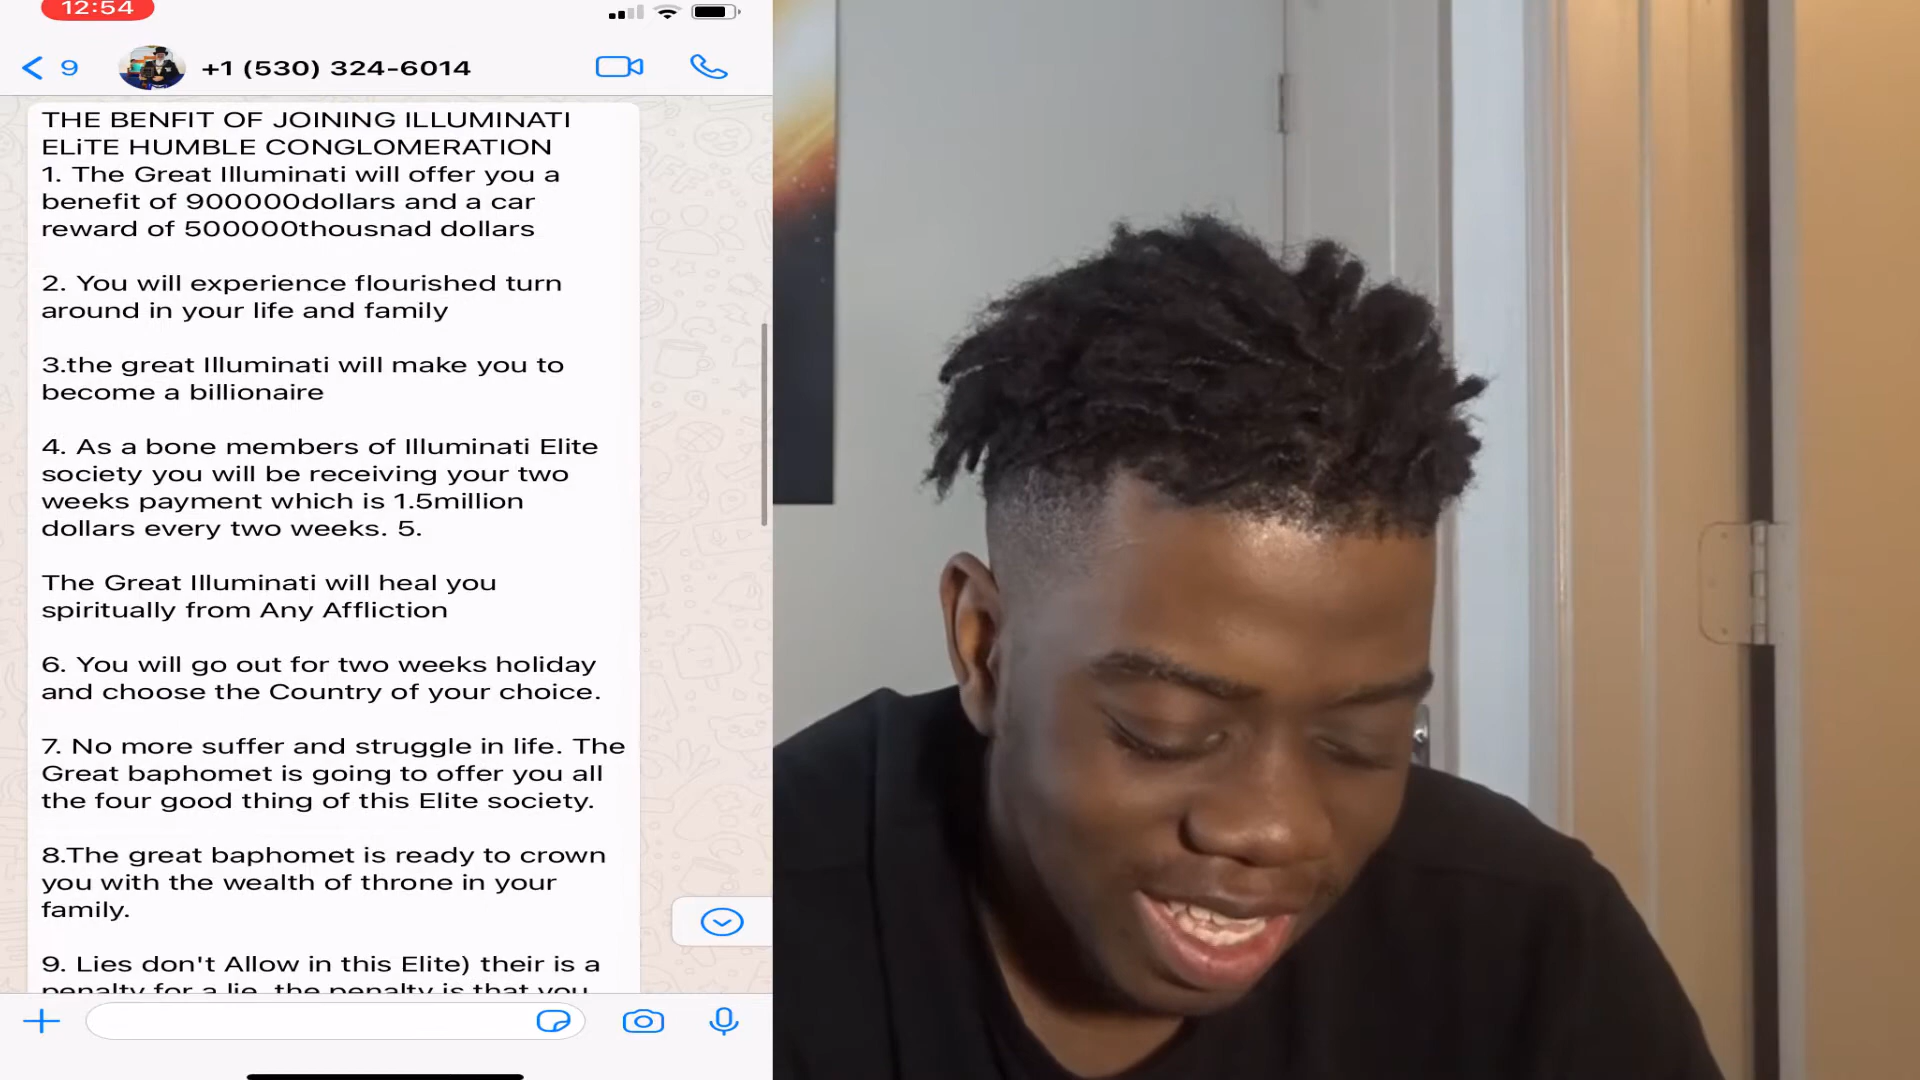 12:54
9
+1 (530) 324-6014
THE BENFIT OF JOINING ILLUMINATI
ELiTE HUMBLE CONGLOMERATION
1. The Great Illuminati will offer you a
benefit of 900000dollars and a car
reward of 500000thousnad dollars
2. You will experience flourished turn
around in your life and family
3.the great Illuminati will make you to
become a billionaire
4. As a bone members of Illuminati Elite
society you will be receiving your two
weeks payment which is 1.5million
dollars every two weeks. 5.
The Great Illuminati will heal you
spiritually from Any Affliction
6. You will go out for two weeks holiday
and choose the Country of your choice.
7. No more suffer and struggle in life. The
Great baphomet is going to offer you all
the four good thing of this Elite society.
8.The great baphomet is ready to crown
you with the wealth of throne in your
family.
9. Lies don't Allow in this Elite) their is a
penalty for a lie, the penalty is that you